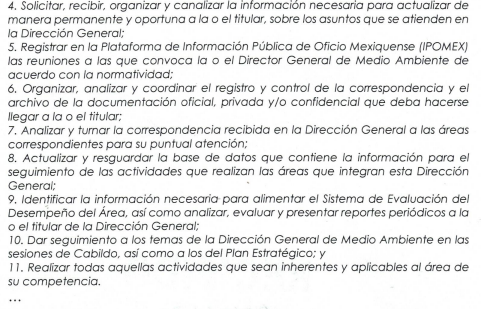 4. Solicitar, recibir, organizar y canalizar la información necesaria para actualizar de
manera permanente y oportuna a la o el titular, sobre los asuntos que se atienden en
la Dirección General;
5. Registrar en la Plataforma de Información Pública de Oficio Mexiquense (IPOMEX)
las reuniones a las que convoca la o el Director General de Medio Ambiente de
acuerdo con la normatividad;
6. Organizar, analizar y coordinar el registro y control de la correspondencia y el
archivo de la documentación oficial, privada y/o confidencial que deba hacerse
llegar a la o el titular;
7. Analizar y turnar la correspondencia recibida en la Dirección General a las áreas
correspondientes para su puntual atención;
8. Actualizar y resguardar la base de datos que contiene la información para el
seguimiento de las actividades que realizan las áreas que integran esta Dirección
General;
9. Identificar la información necesaria para alimentar el Sistema de Evaluación del
Desempeño del Área, así como analizar, evaluar y presentar reportes periódicos a la
o el titular de la Dirección General;
10. Dar seguimiento a los temas de la Dirección General de Medio Ambiente en las
sesiones de Cabildo, así como a los del Plan Estratégico; y
11. Realizar todas aquellas actividades que sean inherentes y aplicables al área de
su competencia.
...